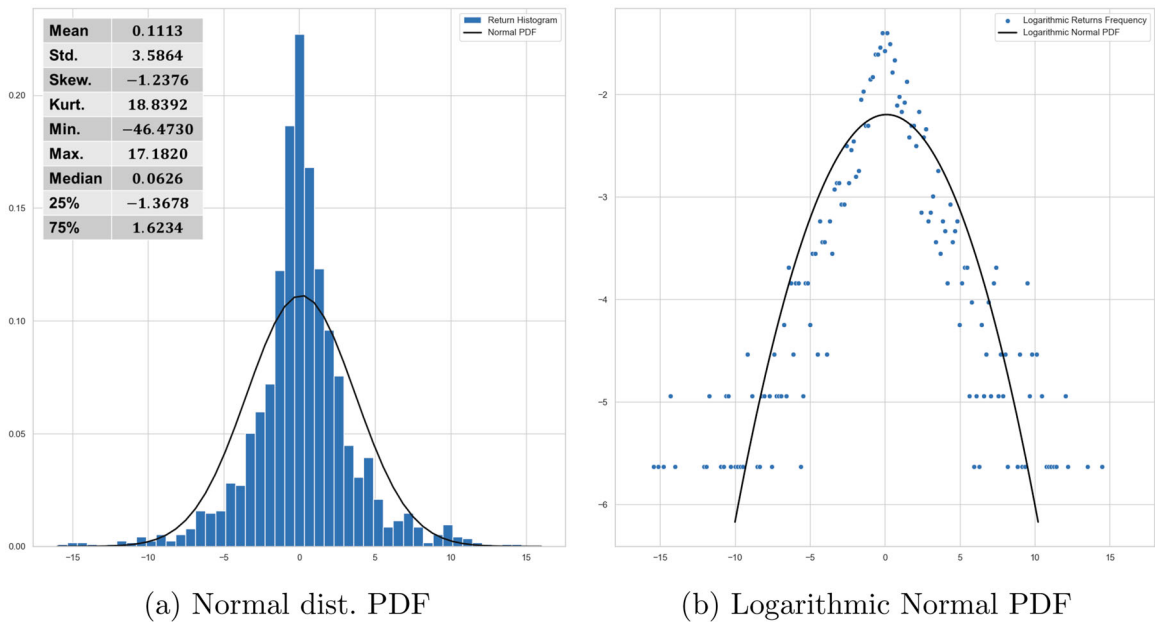 Mean 0.1113
Std. 3.5864
Skew. −1.2376
Kurt. 18.8392
Min. −46.4730
Max. 17.1820
Median 0.0626
25% −1.3678
75% 1.6234
Return Histogram
Normal PDF
0.20
0.15
0.10
0.05
0.00
−15 −10 −5 0 5 10 15
(a) Normal dist. PDF
Logarithmic Returns Frequency
Logarithmic Normal PDF
−2
−3
−4
−5
−6
−15 −10 −5 0 5 10 15
(b) Logarithmic Normal PDF